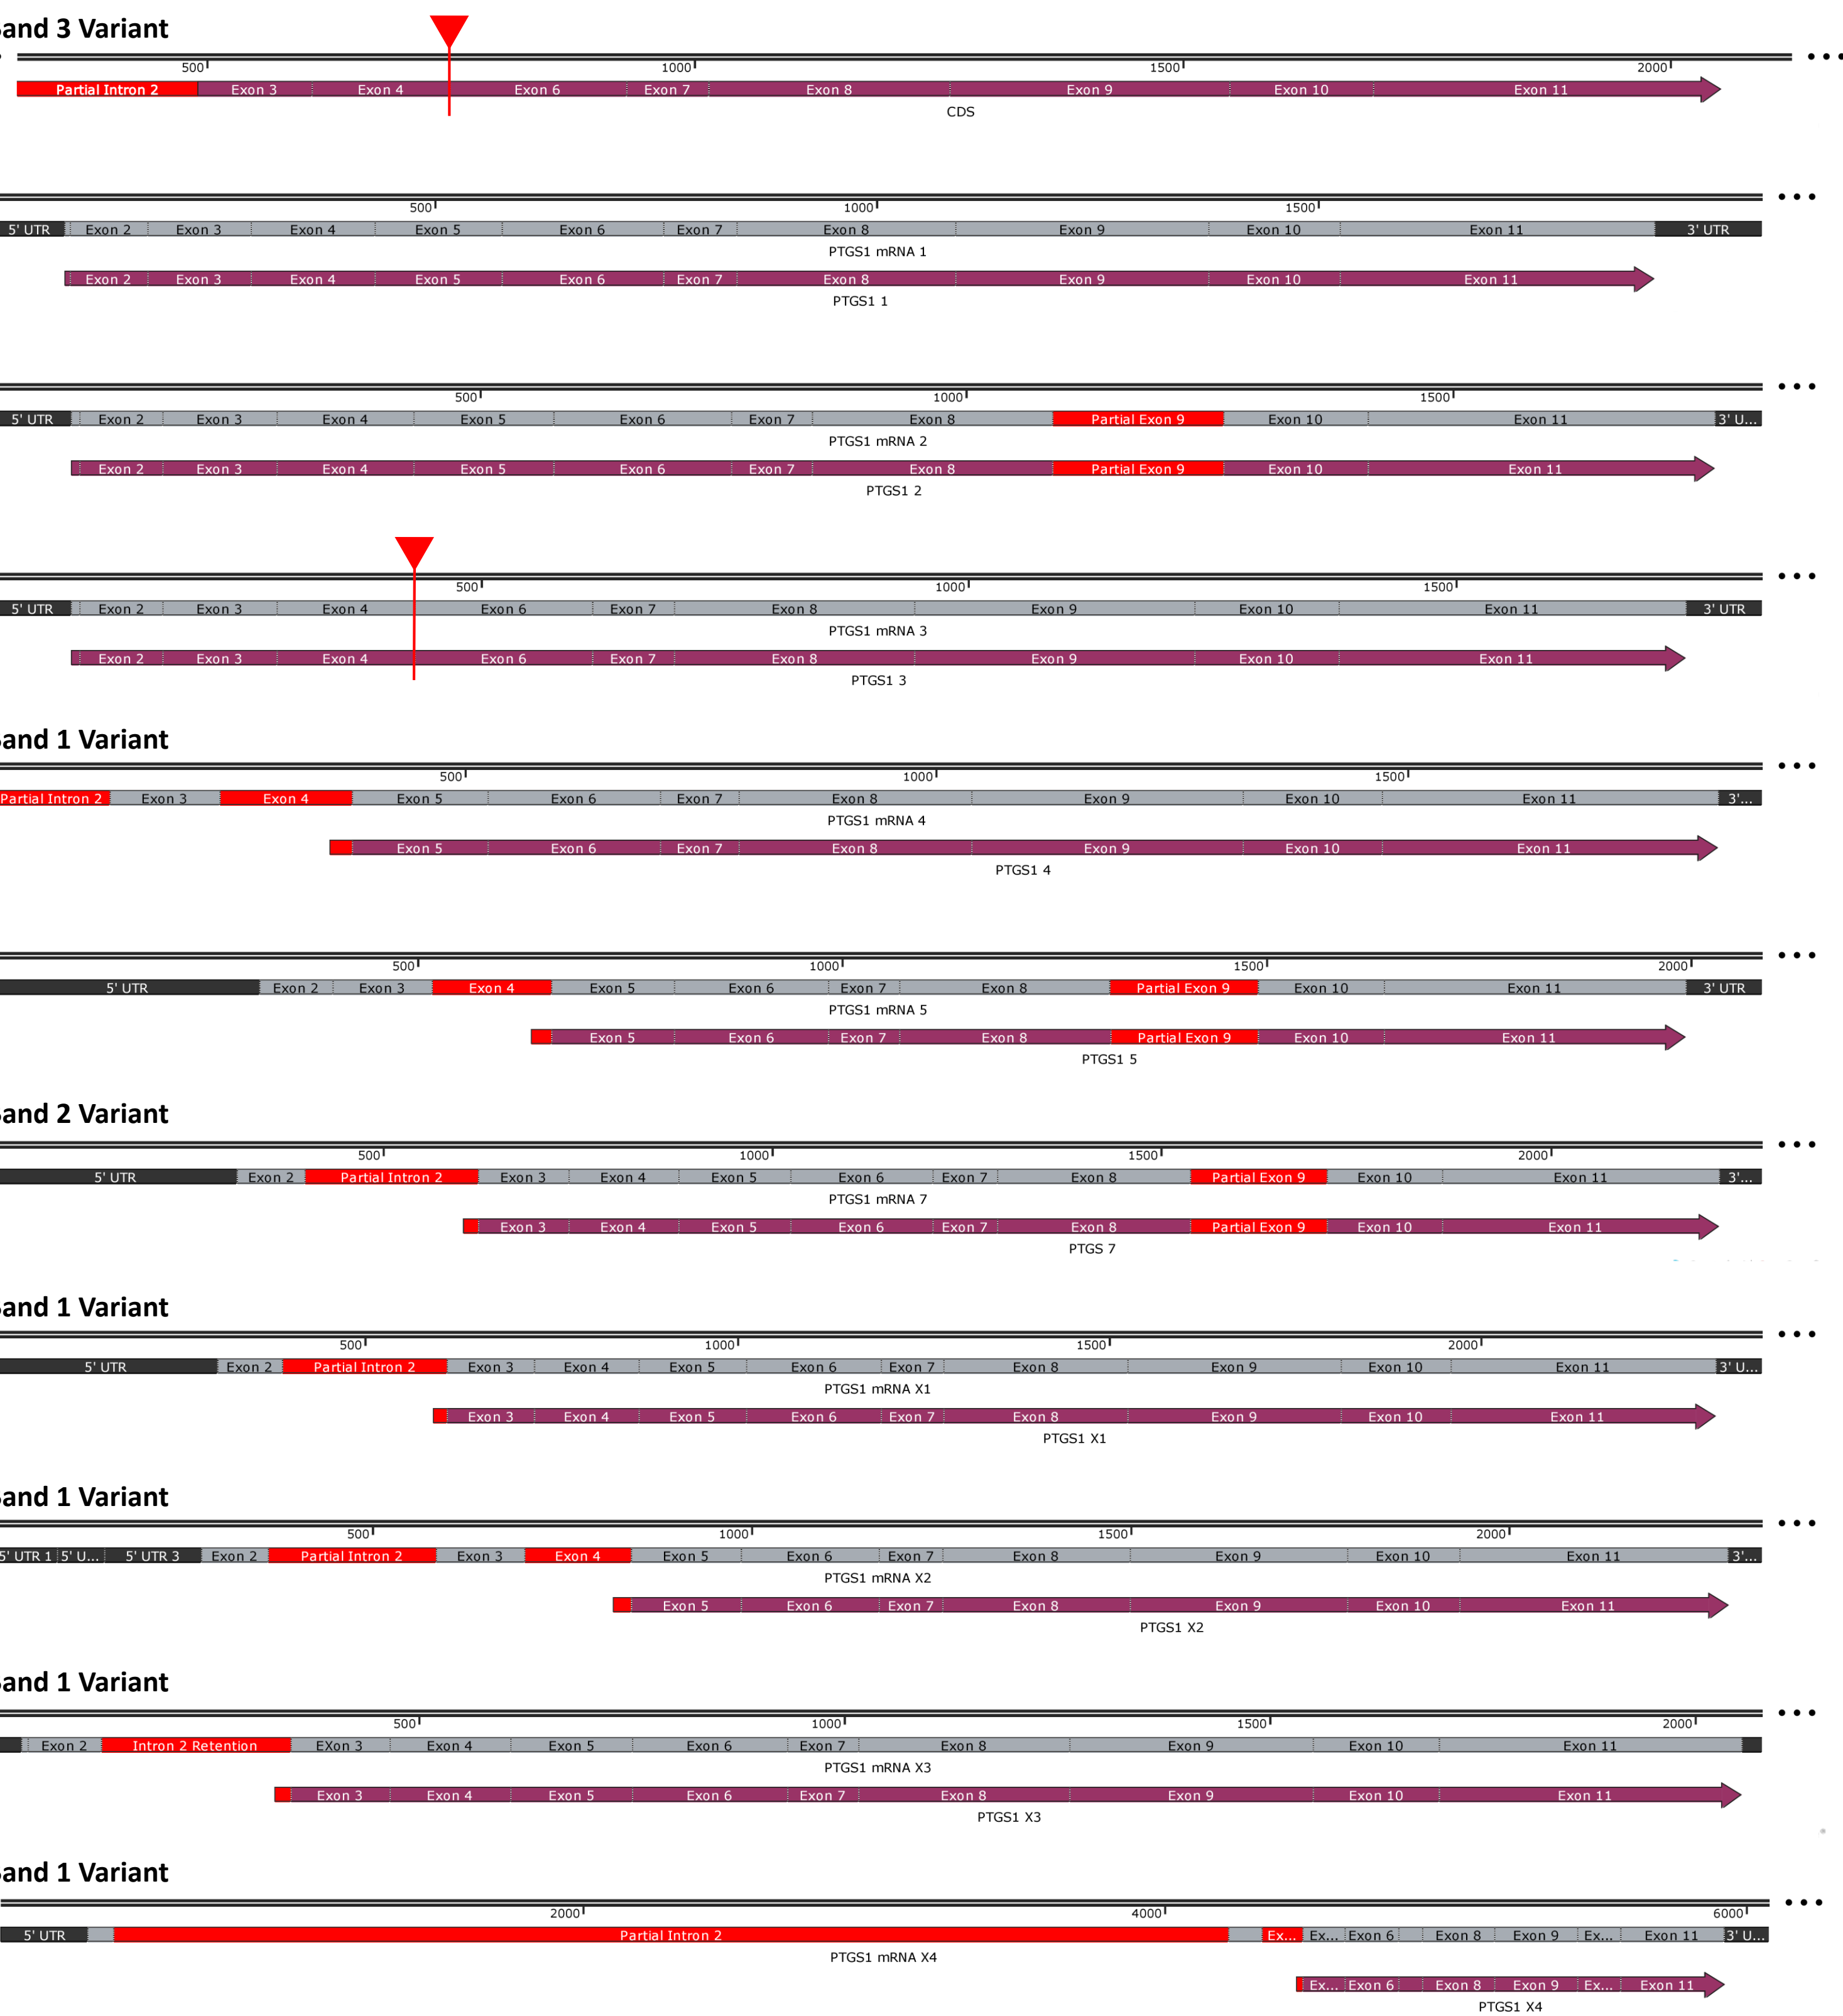 and 3 Variant
500 1000 1500 2000
Partial Intron 2 Exon 3 Exon 4 Exon 6 Exon 7 Exon 8 Exon 9 Exon 10 Exon 11
CDS
500 1000 1500
5' UTR Exon 2 Exon 3 Exon 4 Exon 5 Exon 6 Exon 7 Exon 8 Exon 9 Exon 10 Exon 11 3' UTR
PTGS1 mRNA 1
Exon 2 Exon 3 Exon 4 Exon 5 Exon 6 Exon 7 Exon 8 Exon 9 Exon 10 Exon 11
PTGS1 1
500 1000 1500
5' UTR Exon 2 Exon 3 Exon 4 Exon 5 Exon 6 Exon 7 Exon 8 Partial Exon 9 Exon 10 Exon 11 3' U...
PTGS1 mRNA 2
Exon 2 Exon 3 Exon 4 Exon 5 Exon 6 Exon 7 Exon 8 Partial Exon 9 Exon 10 Exon 11
PTGS1 2
500 1000 1500
5' UTR Exon 2 Exon 3 Exon 4 Exon 6 Exon 7 Exon 8 Exon 9 Exon 10 Exon 11 3' UTR
PTGS1 mRNA 3
Exon 2 Exon 3 Exon 4 Exon 6 Exon 7 Exon 8 Exon 9 Exon 10 Exon 11
PTGS1 3
and 1 Variant
500 1000 1500
Partial Intron 2 Exon 3 Exon 4 Exon 5 Exon 6 Exon 7 Exon 8 Exon 9 Exon 10 Exon 11 3'...
PTGS1 mRNA 4
Exon 5 Exon 6 Exon 7 Exon 8 Exon 9 Exon 10 Exon 11
PTGS1 4
500 1000 1500 2000
5' UTR Exon 2 Exon 3 Exon 4 Exon 5 Exon 6 Exon 7 Exon 8 Partial Exon 9 Exon 10 Exon 11 3' UTR
PTGS1 mRNA 5
Exon 5 Exon 6 Exon 7 Exon 8 Partial Exon 9 Exon 10 Exon 11
PTGS1 5
and 2 Variant
500 1000 1500 2000
5' UTR Exon 2 Partial Intron 2 Exon 3 Exon 4 Exon 5 Exon 6 Exon 7 Exon 8 Partial Exon 9 Exon 10 Exon 11 3'...
PTGS1 mRNA 7
Exon 3 Exon 4 Exon 5 Exon 6 Exon 7 Exon 8 Partial Exon 9 Exon 10 Exon 11
PTGS 7
and 1 Variant
500 1000 1500 2000
5' UTR Exon 2 Partial Intron 2 Exon 3 Exon 4 Exon 5 Exon 6 Exon 7 Exon 8 Exon 9 Exon 10 Exon 11 3' U...
PTGS1 mRNA X1
Exon 3 Exon 4 Exon 5 Exon 6 Exon 7 Exon 8 Exon 9 Exon 10 Exon 11
PTGS1 X1
and 1 Variant
500 1000 1500 2000
5' UTR 1 5' U... 5' UTR 3 Exon 2 Partial Intron 2 Exon 3 Exon 4 Exon 5 Exon 6 Exon 7 Exon 8 Exon 9 Exon 10 Exon 11 3'...
PTGS1 mRNA X2
Exon 5 Exon 6 Exon 7 Exon 8 Exon 9 Exon 10 Exon 11
PTGS1 X2
and 1 Variant
500 1000 1500 2000
Exon 2 Intron 2 Retention EXon 3 Exon 4 Exon 5 Exon 6 Exon 7 Exon 8 Exon 9 Exon 10 Exon 11
PTGS1 mRNA X3
Exon 3 Exon 4 Exon 5 Exon 6 Exon 7 Exon 8 Exon 9 Exon 10 Exon 11
PTGS1 X3
and 1 Variant
2000 4000 6000
5' UTR Partial Intron 2 Ex... Ex... Exon 6 Exon 8 Exon 9 Ex... Exon 11 3' U...
PTGS1 mRNA X4
Ex... Exon 6 Exon 8 Exon 9 Ex... Exon 11
PTGS1 X4